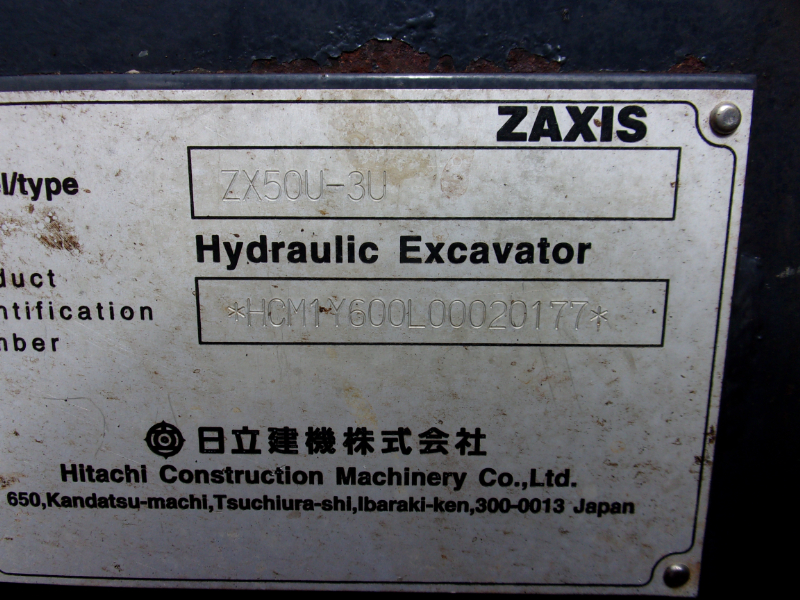 ZAXIS
l/type
ZX50U-3U
Hydraulic Excavator
duct
ntification
mber
*HCM1Y600L00020177*
日立建機株式会社
Hitachi Construction Machinery Co.,Ltd.
650,Kandatsu-machi,Tsuchiura-shi,Ibaraki-ken,300-0013 Japan